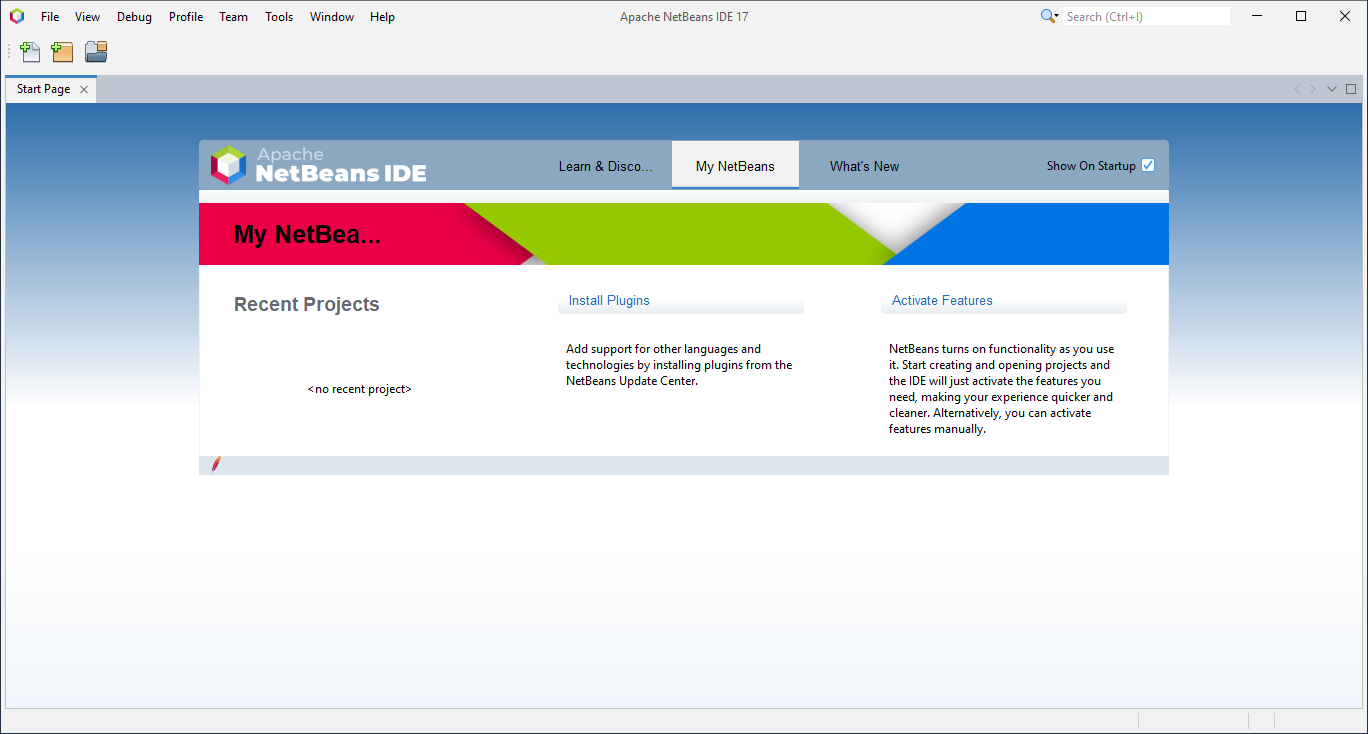 File View Debug Profile Team Tools Window Help
Apache NetBeans IDE 17
Search (Ctrl+I)
Start Page
Apache
NetBeans IDE
Learn & Disco...
My NetBeans
What's New
Show On Startup
My NetBea...
Recent Projects
<no recent project>
Install Plugins
Add support for other languages and
technologies by installing plugins from the
NetBeans Update Center.
Activate Features
NetBeans turns on functionality as you use
it. Start creating and opening projects and
the IDE will just activate the features you
need, making your experience quicker and
cleaner. Alternatively, you can activate
features manually.